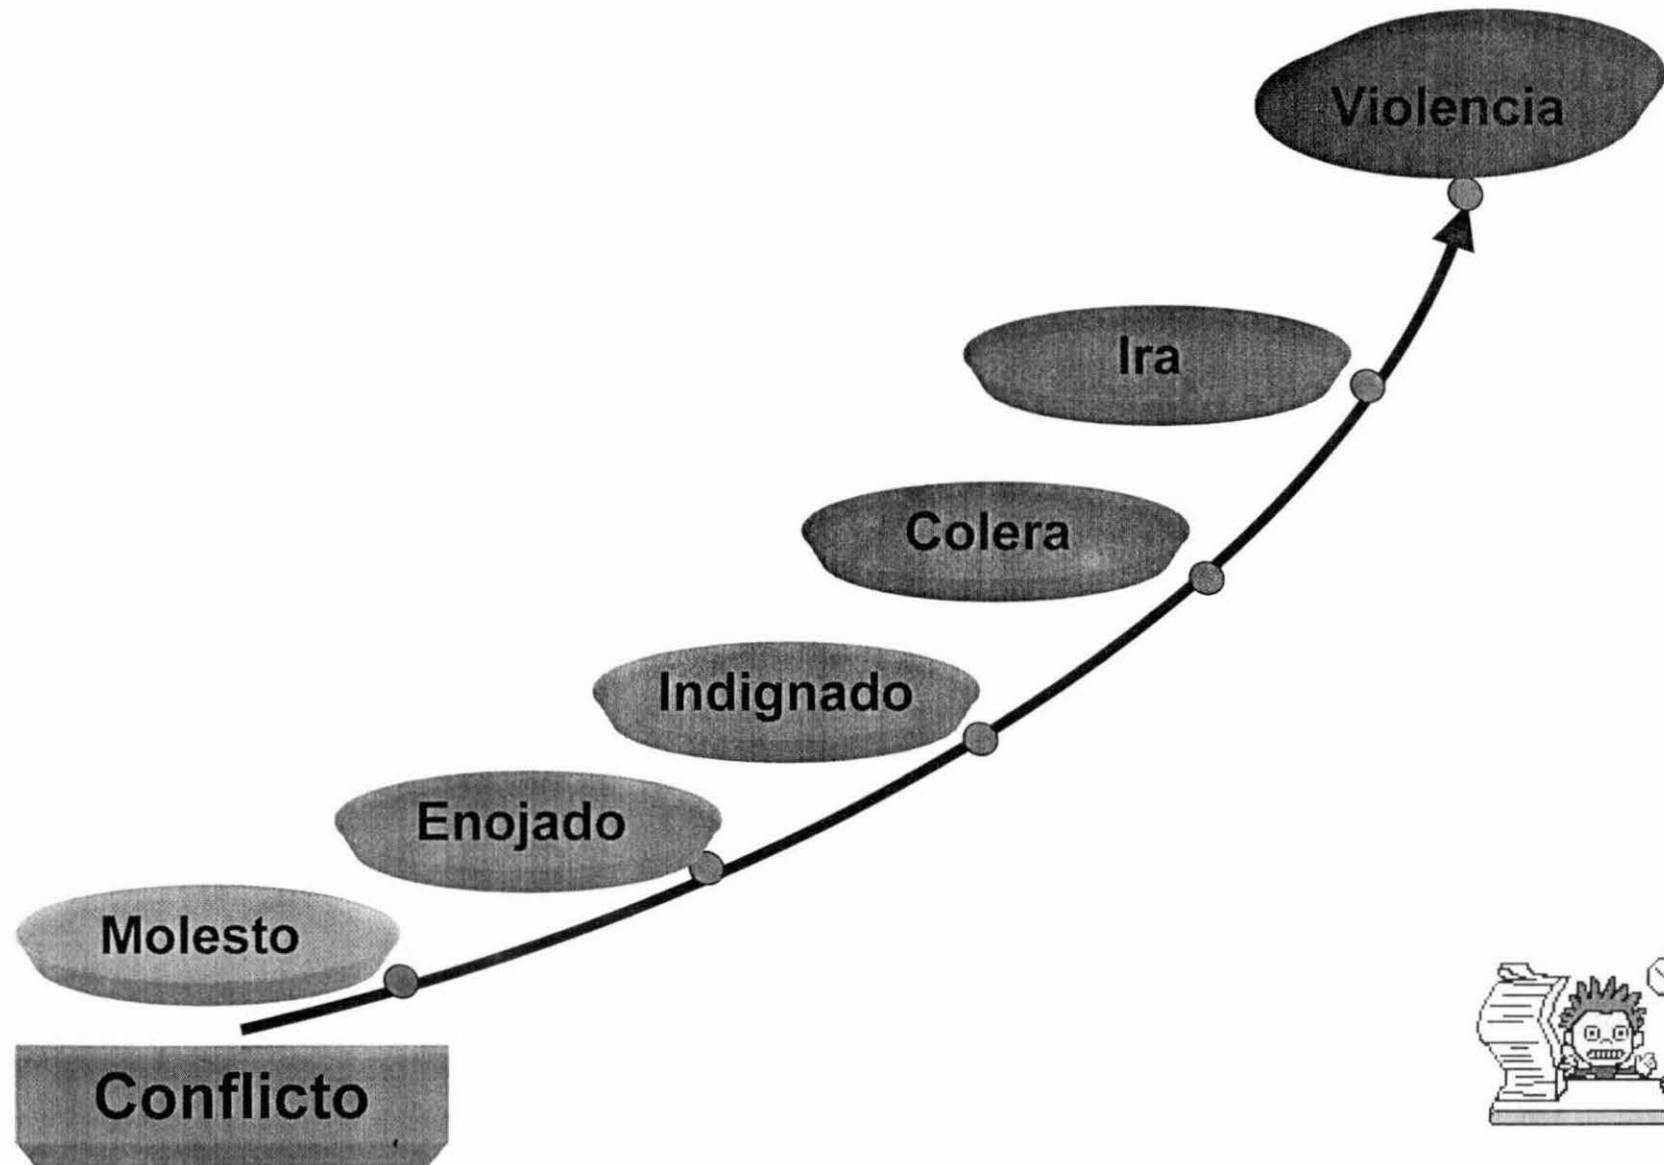 Violencia
Ira
Colera
Indignado
Enojado
Molesto
Conflicto